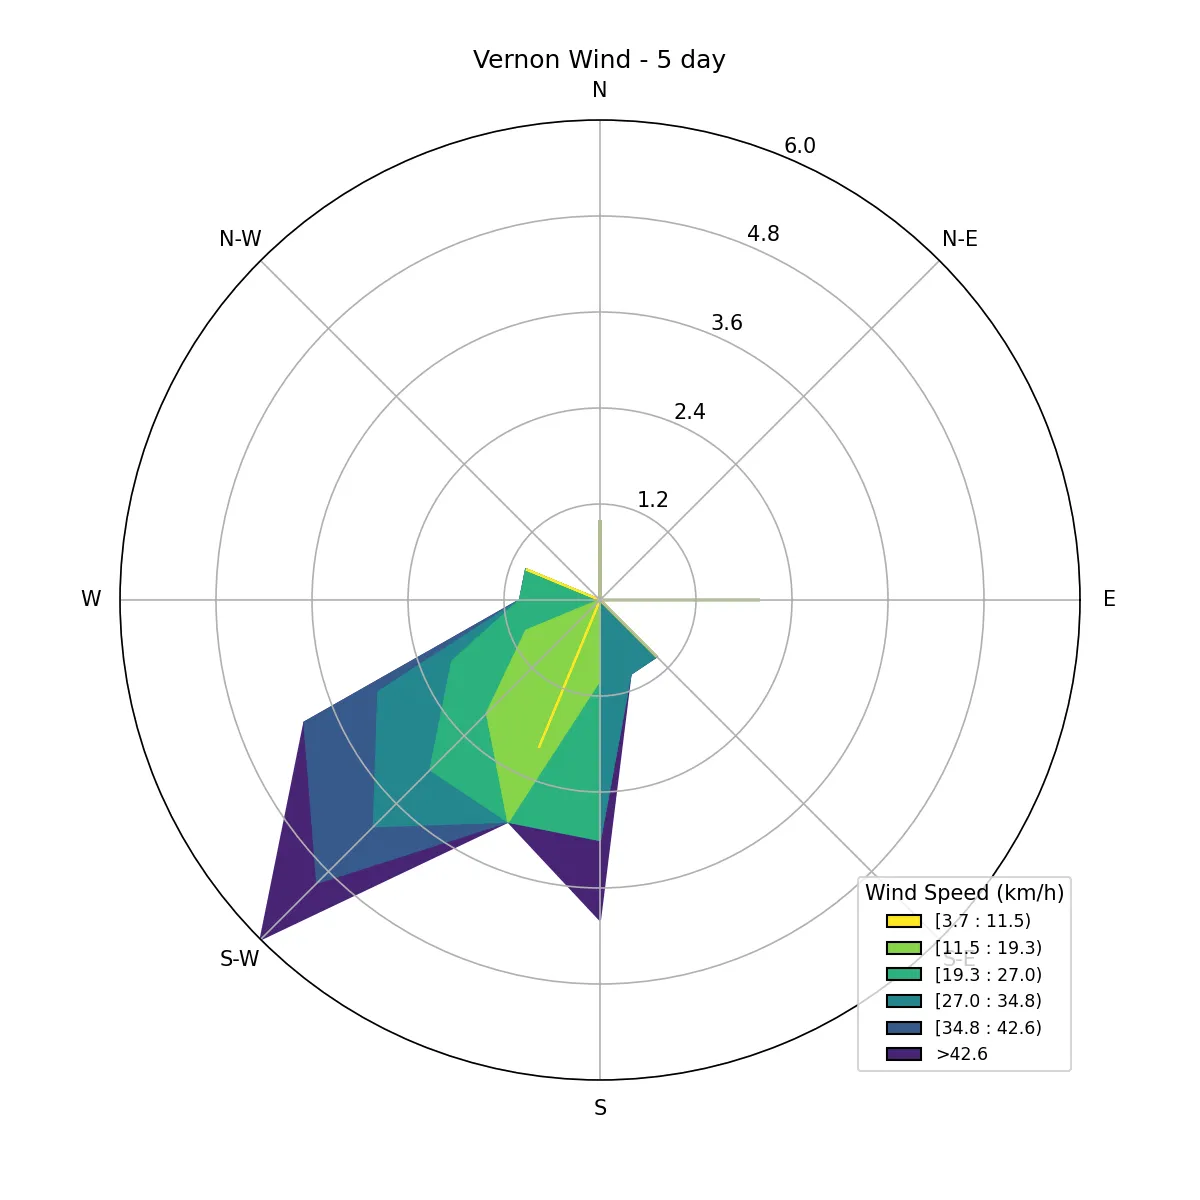 Vernon Wind - 5 day
N
6.0
N-W
N-E
4.8
3.6
2.4
1.2
W
E
S-W
S-E
S
Wind Speed (km/h)
[3.7 : 11.5)
[11.5 : 19.3)
[19.3 : 27.0)
[27.0 : 34.8)
[34.8 : 42.6)
>42.6